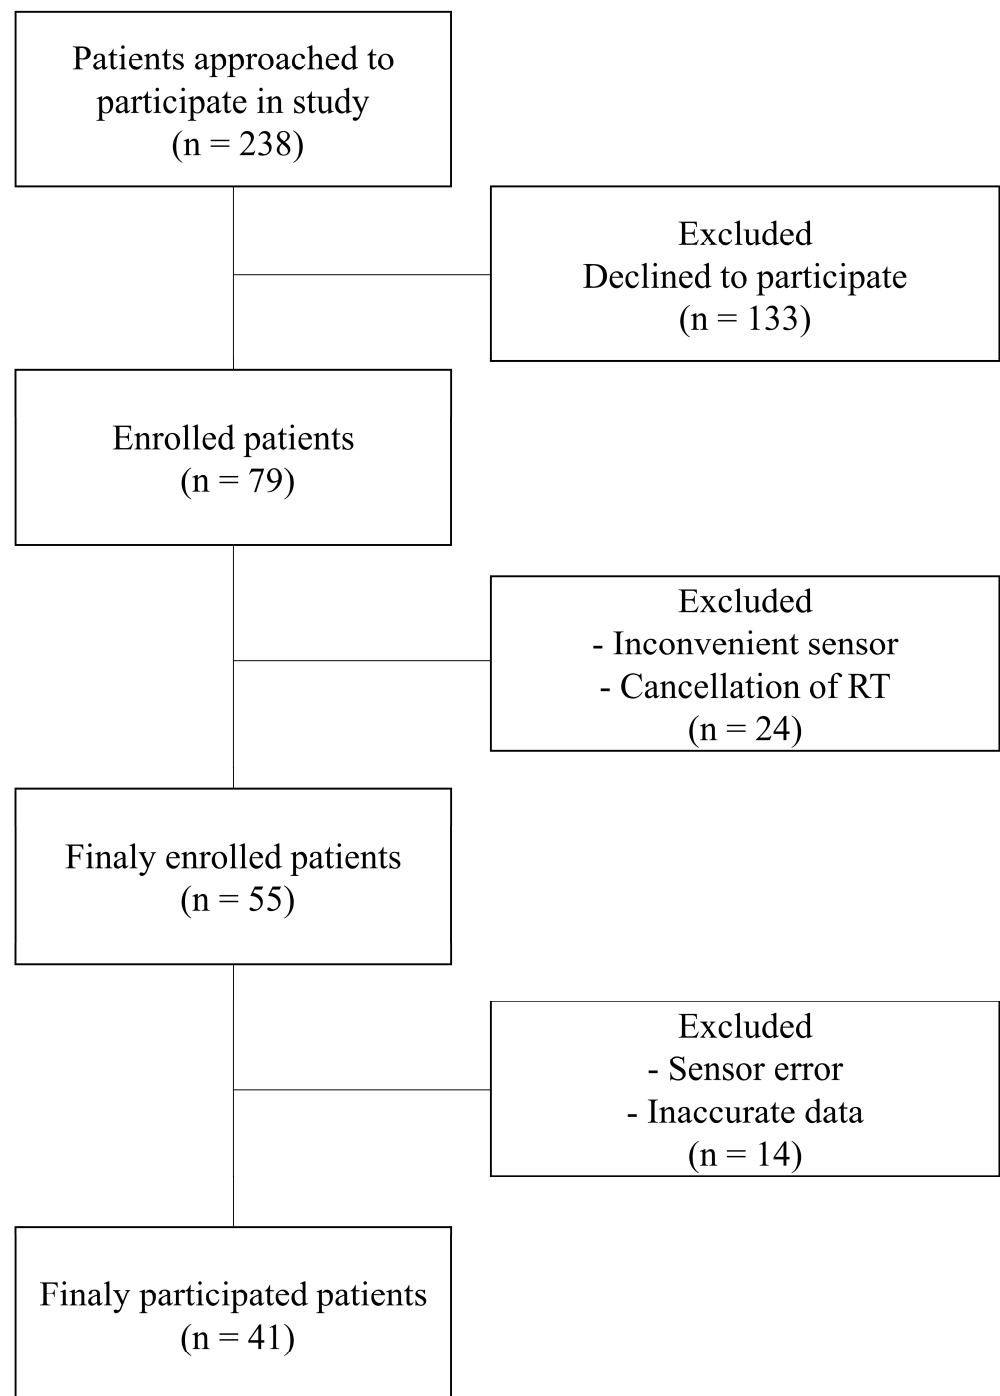 Patients approached to
participate in study
(n = 238)
Excluded
Declined to participate
(n = 133)
Enrolled patients
(n = 79)
Excluded
- Inconvenient sensor
- Cancellation of RT
(n = 24)
Finaly enrolled patients
(n = 55)
Excluded
- Sensor error
- Inaccurate data
(n = 14)
Finaly participated patients
(n = 41)